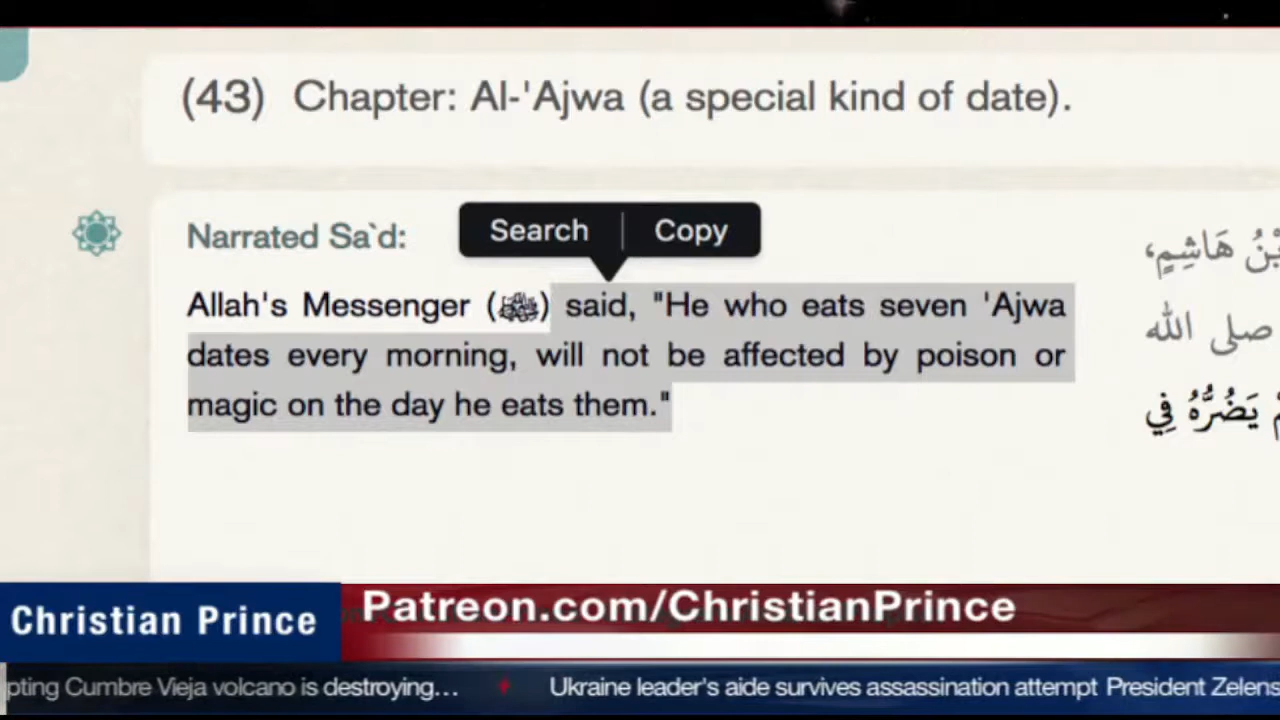 (43) Chapter: Al-'Ajwa (a special kind of date).
Search | Copy
Narrated Sa`d:
Allah's Messenger (ﷺ) said, "He who eats seven 'Ajwa
dates every morning, will not be affected by poison or
magic on the day he eats them."
بْنُ هَاشِمٍ،
صلى الله
يَضُرُّهُ فِي
Christian Prince
Patreon.com/ChristianPrince
pting Cumbre Vieja volcano is destroying…
Ukraine leader's aide survives assassination attempt President Zelens